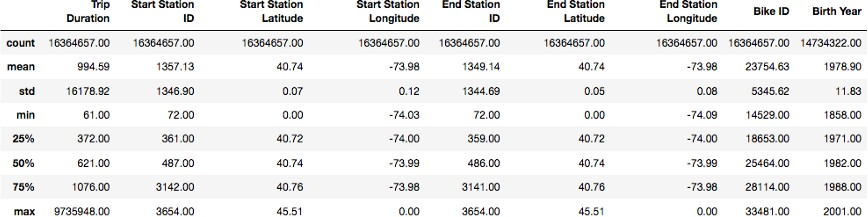 Trip Duration Start Station ID Start Station Latitude Start Station Longitude End Station ID End Station Latitude End Station Longitude Bike ID Birth Year
count 16364657.00 16364657.00 16364657.00 16364657.00 16364657.00 16364657.00 16364657.00 16364657.00 14734322.00
mean 994.59 1357.13 40.74 -73.98 1349.14 40.74 -73.98 23754.63 1978.90
std 16178.92 1346.90 0.07 0.12 1344.69 0.05 0.08 5345.62 11.83
min 61.00 72.00 0.00 -74.03 72.00 0.00 -74.09 14529.00 1858.00
25% 372.00 361.00 40.72 -74.00 359.00 40.72 -74.00 18653.00 1971.00
50% 621.00 487.00 40.74 -73.99 486.00 40.74 -73.99 25464.00 1982.00
75% 1076.00 3142.00 40.76 -73.98 3141.00 40.76 -73.98 28114.00 1988.00
max 9735948.00 3654.00 45.51 0.00 3654.00 45.51 0.00 33481.00 2001.00